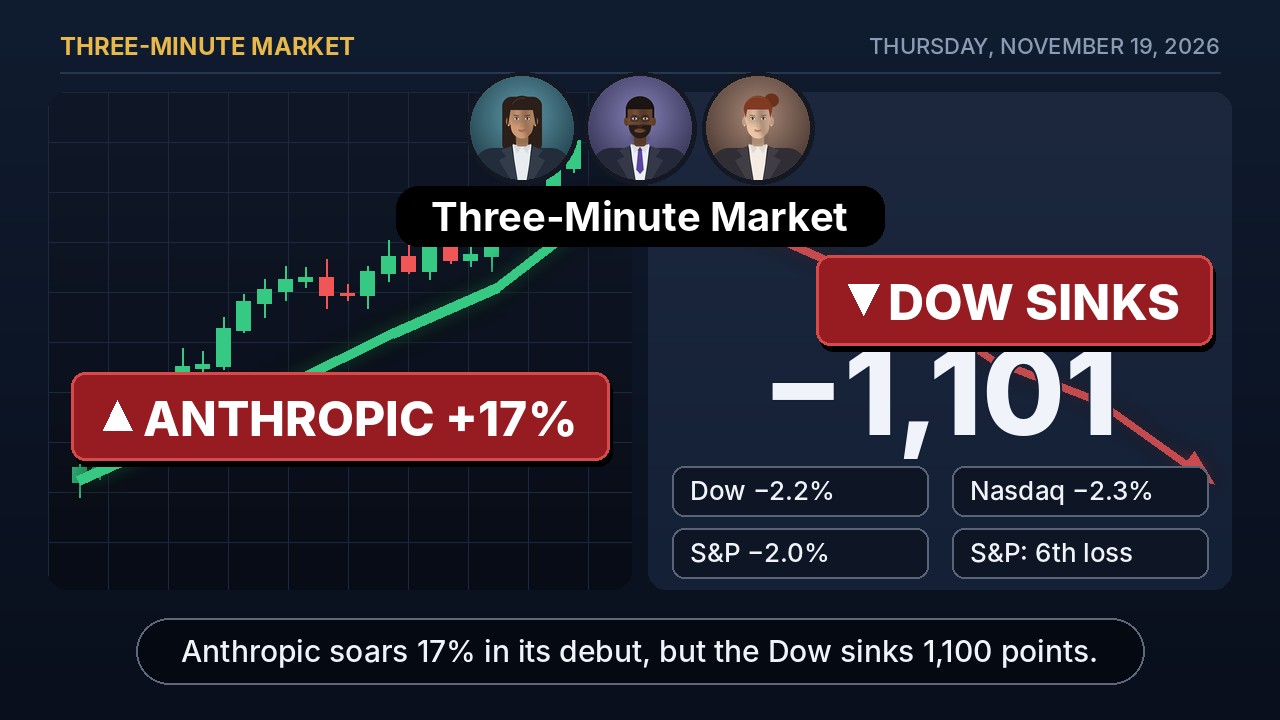 THREE-MINUTE MARKET
THURSDAY, NOVEMBER 19, 2026
Three-Minute Market
▼DOW SINKS
▲ANTHROPIC +17%
−1,101
Dow −2.2%
Nasdaq −2.3%
S&P −2.0%
S&P: 6th loss
Anthropic soars 17% in its debut, but the Dow sinks 1,100 points.